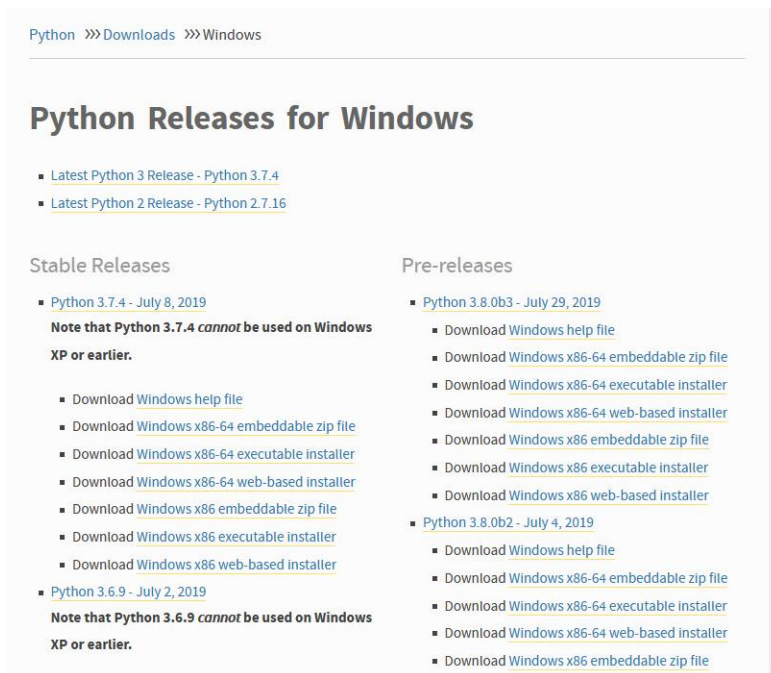 Python >>> Downloads >>> Windows
Python Releases for Windows
Latest Python 3 Release - Python 3.7.4
Latest Python 2 Release - Python 2.7.16
Stable Releases
Python 3.7.4 - July 8, 2019
Note that Python 3.7.4 cannot be used on Windows
XP or earlier.
Download Windows help file
Download Windows x86-64 embeddable zip file
Download Windows x86-64 executable installer
Download Windows x86-64 web-based installer
Download Windows x86 embeddable zip file
Download Windows x86 executable installer
Download Windows x86 web-based installer
Python 3.6.9 - July 2, 2019
Note that Python 3.6.9 cannot be used on Windows
XP or earlier.
Pre-releases
Python 3.8.0b3 - July 29, 2019
Download Windows help file
Download Windows x86-64 embeddable zip file
Download Windows x86-64 executable installer
Download Windows x86-64 web-based installer
Download Windows x86 embeddable zip file
Download Windows x86 executable installer
Download Windows x86 web-based installer
Python 3.8.0b2 - July 4, 2019
Download Windows help file
Download Windows x86-64 embeddable zip file
Download Windows x86-64 executable installer
Download Windows x86-64 web-based installer
Download Windows x86 embeddable zip file